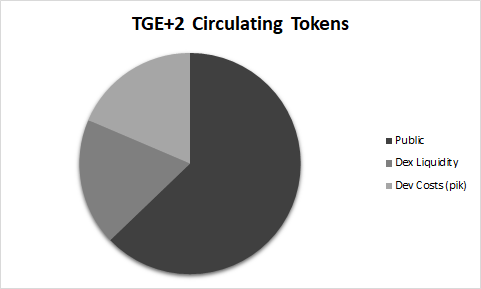 TGE+2 Circulating Tokens
Public
Dex Liquidity
Dev Costs (pik)